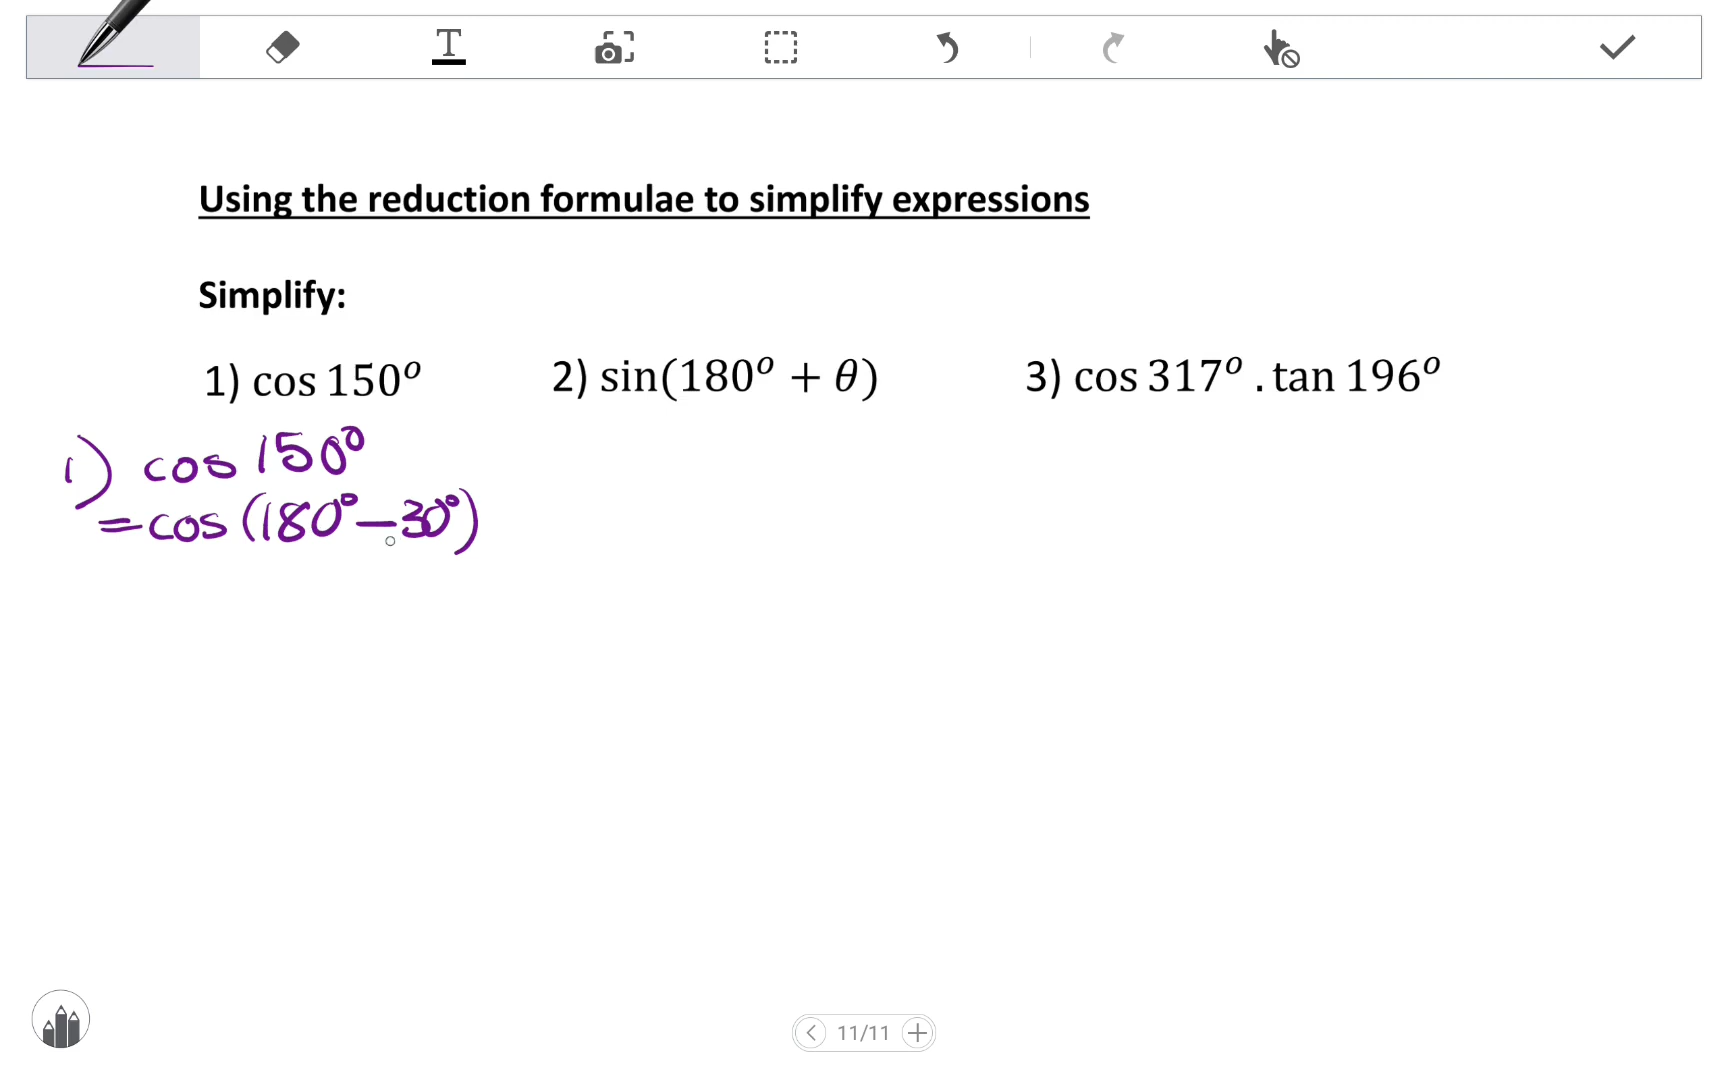 T
Using the reduction formulae to simplify expressions
Simplify:
1) cos 150° 2) sin(180° + θ) 3) cos 317° . tan 196°
1) cos 150°
= cos (180° − 30°)
11/11